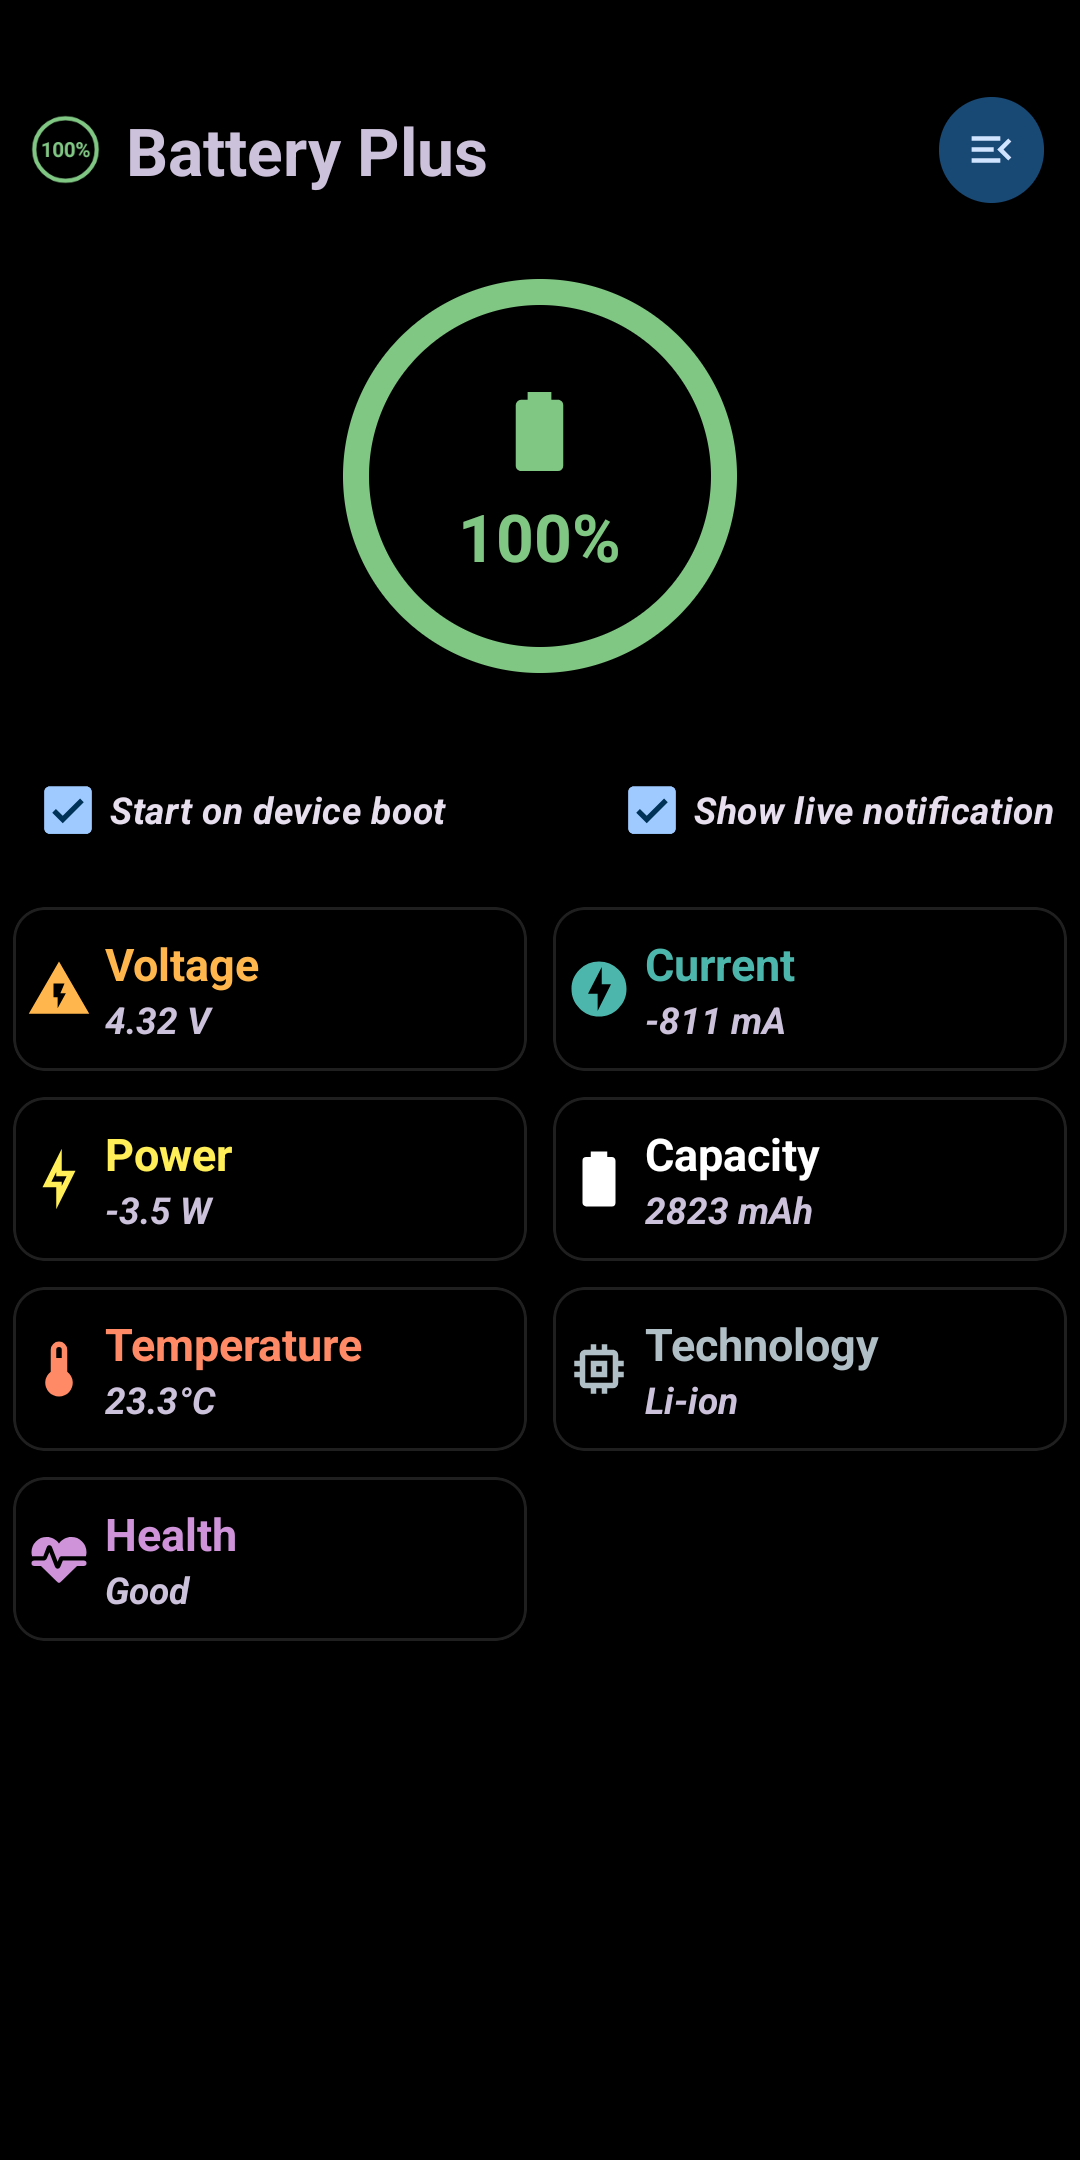 100%
Battery Plus
100%
Start on device boot
Show live notification
Voltage
4.32 V
Current
-811 mA
Power
-3.5 W
Capacity
2823 mAh
Temperature
23.3°C
Technology
Li-ion
Health
Good